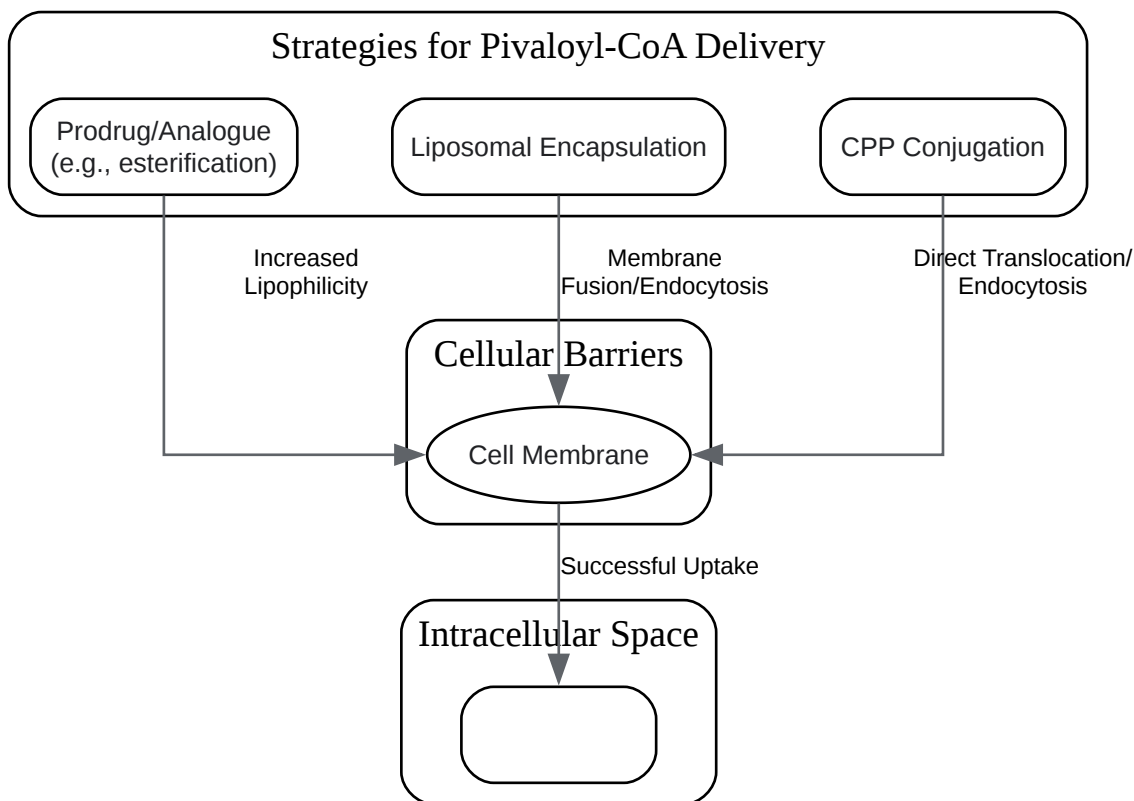 Strategies for Pivaloyl-CoA Delivery
Prodrug/Analogue
(e.g., esterification)
Liposomal Encapsulation
CPP Conjugation
Increased
Lipophilicity
Membrane
Fusion/Endocytosis
Direct Translocation/
Endocytosis
Cellular Barriers
Cell Membrane
Successful Uptake
Intracellular Space